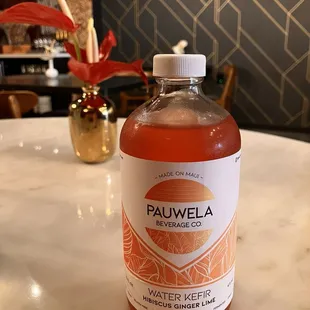 MADE ON MAUI
PAUWELA
BEVERAGE CO.
WATER KEFIR
HIBISCUS GINGER LIME